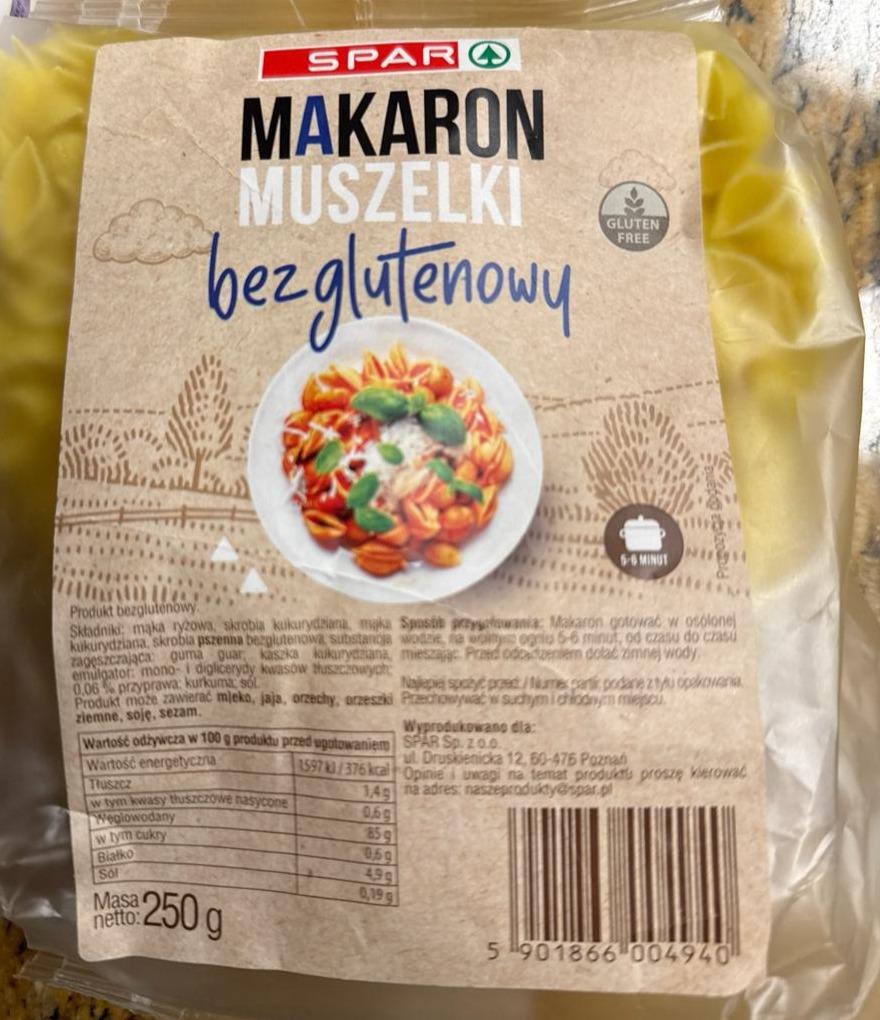 SPAR
MAKARON
MUSZELKI
bezglutenowy
GLUTEN
FREE
5-6 MINUT
Propozycja podania
Produkt bezglutenowy.
Składniki: mąka ryżowa, skrobia kukurydziana, mąka
kukurydziana, skrobia pszenna bezglutenowa, substancja
zagęszczająca: guma guar; kaszka kukurydziana,
emulgator: mono- i diglicerydy kwasów tłuszczowych;
0,06 % przyprawa: kurkuma; sól.
Produkt może zawierać mleko, jaja, orzechy, orzeszki
ziemne, soję, sezam.
Sposób przygotowania: Makaron gotować w osolonej
wodzie, na wolnym ogniu 5-6 minut, od czasu do czasu
mieszając. Przed odcedzeniem dolać zimnej wody.
Najlepiej spożyć przed: / Numer partii: podane z tyłu opakowania.
Przechowywać w suchym i chłodnym miejscu.
Wyprodukowano dla:
SPAR Sp. z o.o.
ul. Druskienicka 12, 60-476 Poznań
Opinie i uwagi na temat produktu proszę kierować
na adres: naszeprodukty@spar.pl
Wartość odżywcza w 100 g produktu przed ugotowaniem
Wartość energetyczna 1597 kJ / 376 kcal
Tłuszcz 1,4 g
w tym kwasy tłuszczowe nasycone 0,6 g
Węglowodany 85 g
w tym cukry 0,6 g
Białko 4,9 g
Sól 0,19 g
Masa
netto: 250 g
5 901866 004940